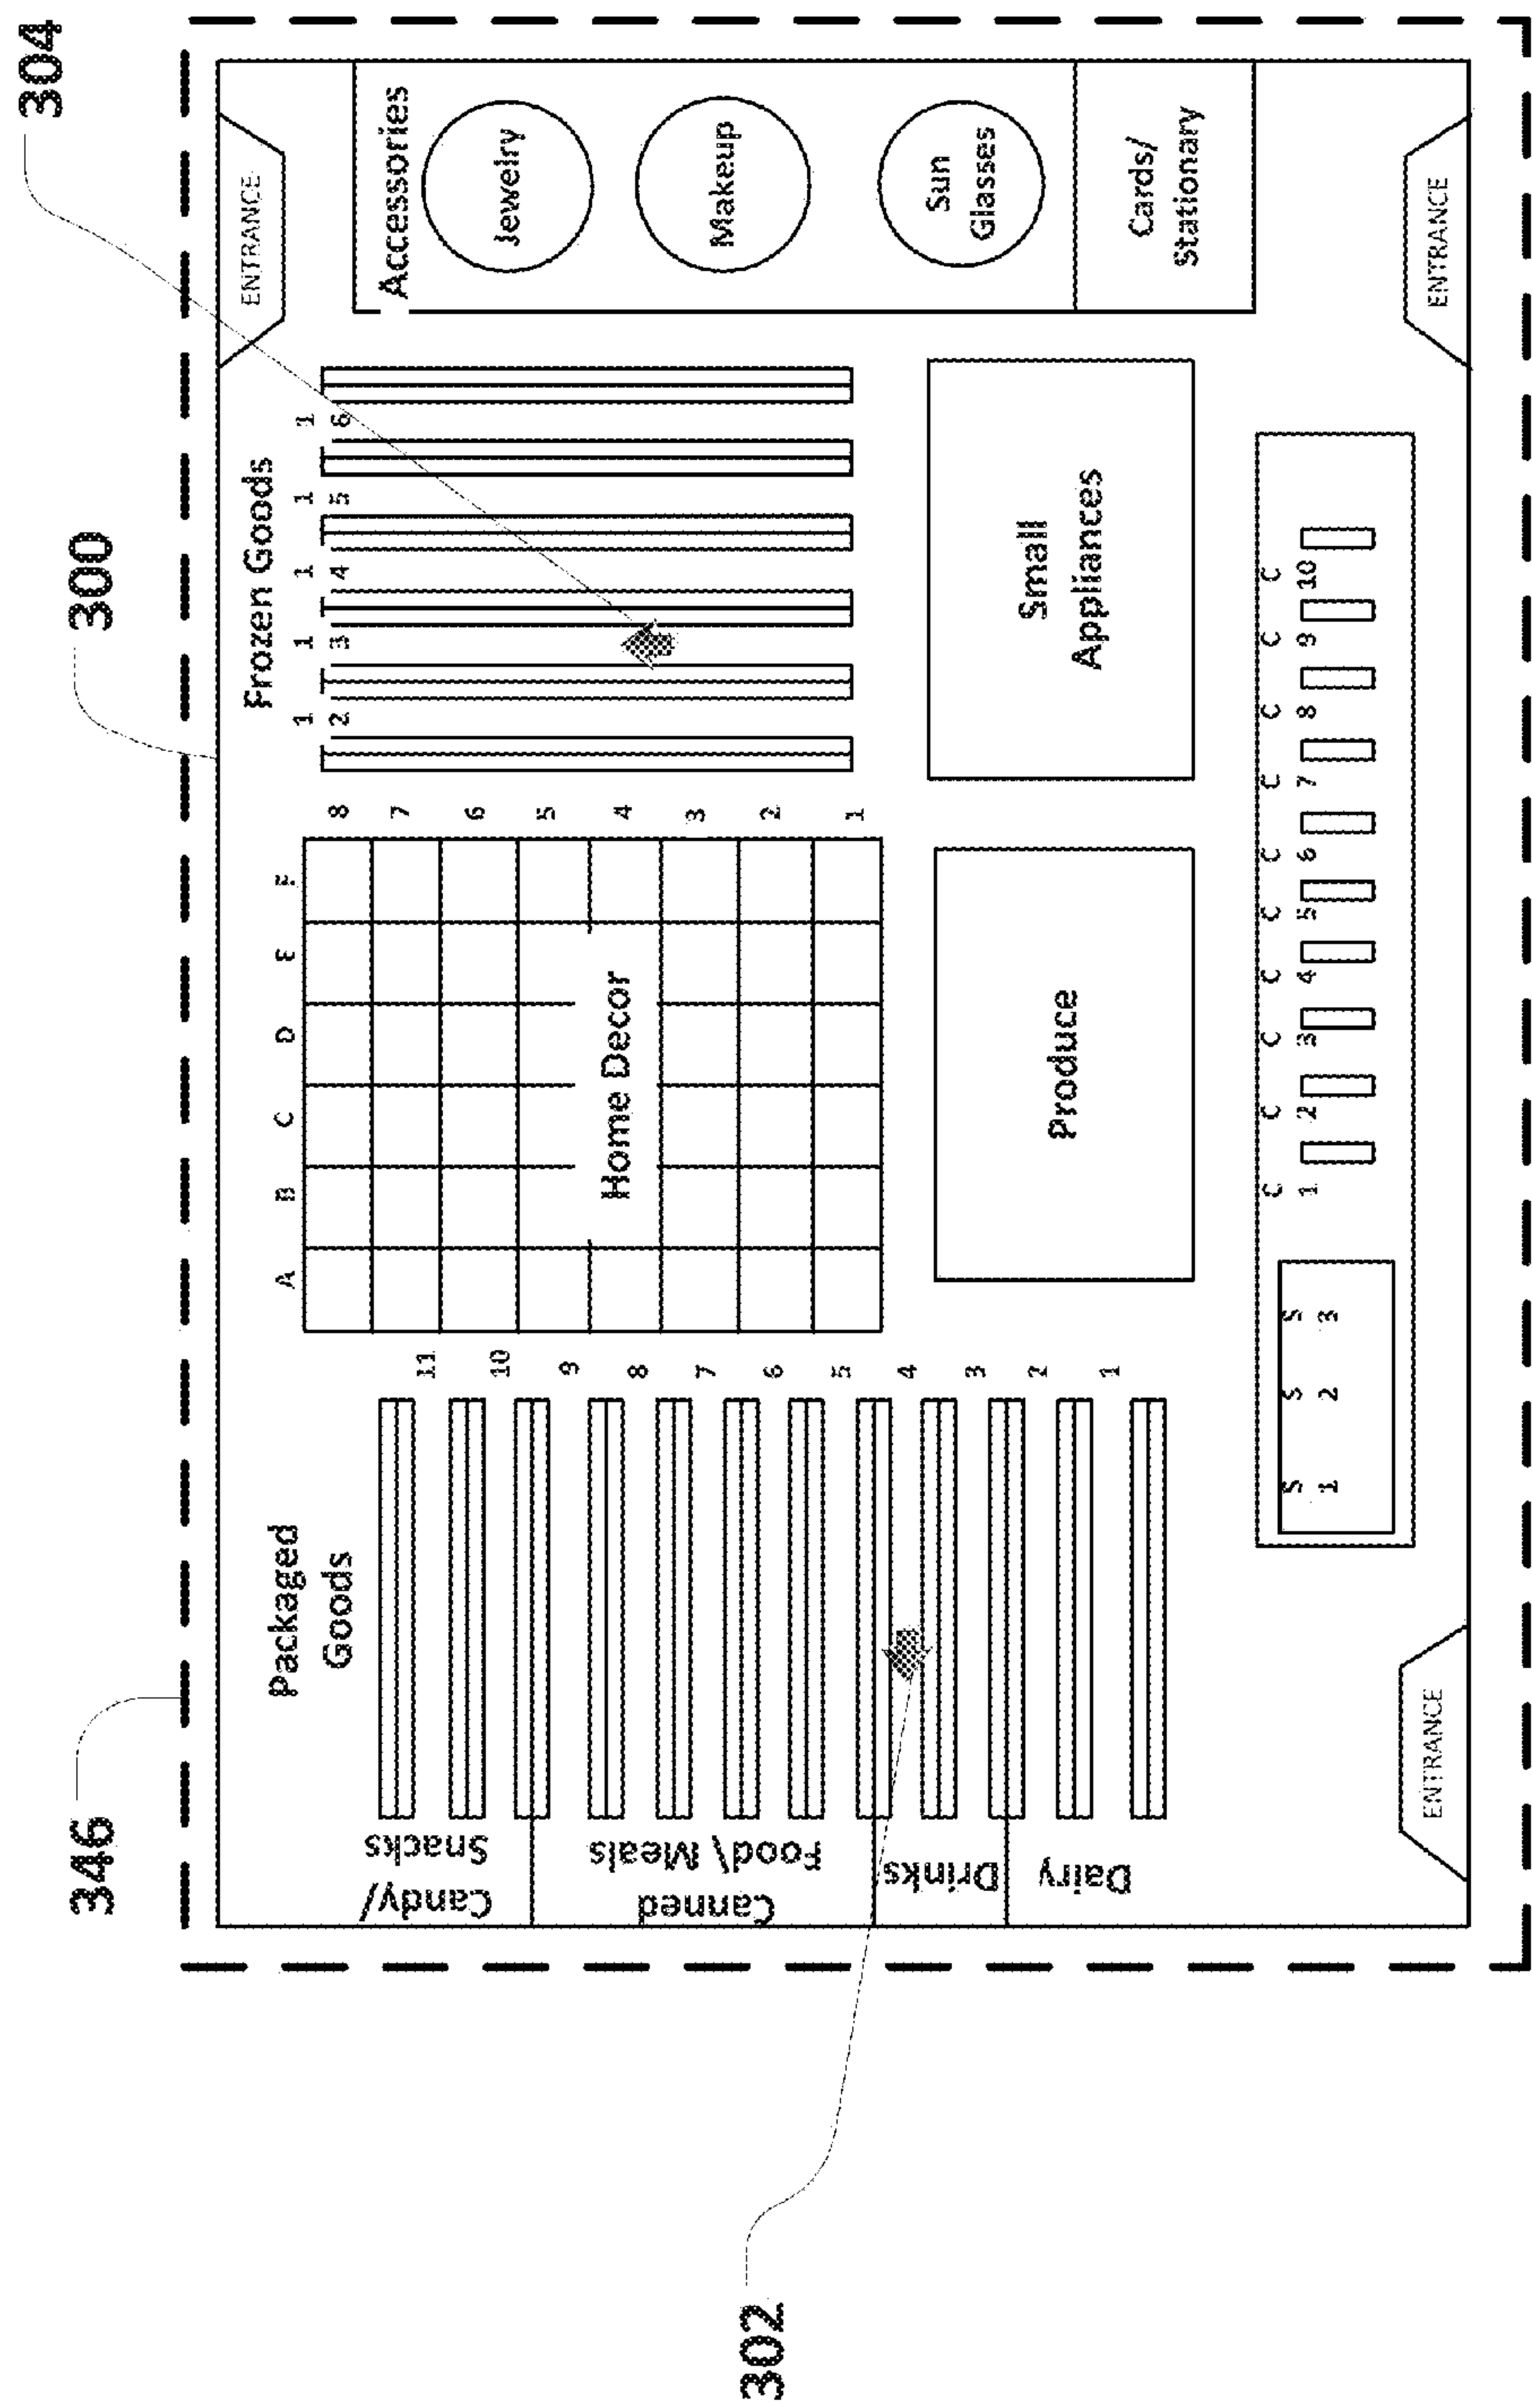 304
300
346
302
ENTRANCE
Accessories
Jewelry
Makeup
Sun
Glasses
Cards/
Stationary
ENTRANCE
Frozen Goods
1 1 1 1 1
2 3 4 5 6
Small
Appliances
A B C D E F
8
7
6
5
4
3
2
1
Home Decor
Produce
Packaged
Goods
11
10
9
8
7
6
5
4
3
2
1
Candy/
Snacks
Canned
Food\ Meals
Drinks
Dairy
S S S
1 2 3
C C C C C C C C C C
1 2 3 4 5 6 7 8 9 10
ENTRANCE